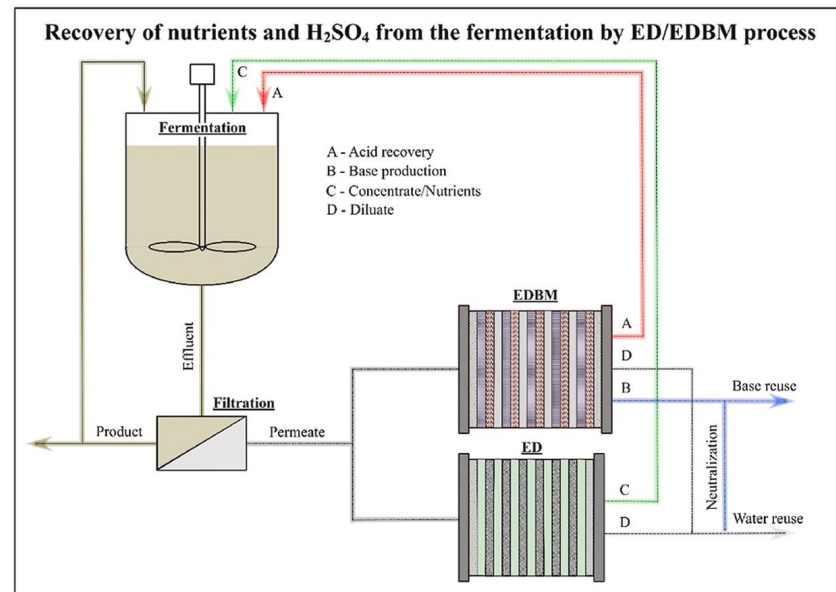 Recovery of nutrients and H₂SO₄ from the fermentation by ED/EDBM process
C
A
Fermentation
A - Acid recovery
B - Base production
C - Concentrate/Nutrients
D - Diluate
EDBM
A
D
B
Base reuse
Effluent
Filtration
Product
Permeate
Neutralization
ED
C
D
Water reuse